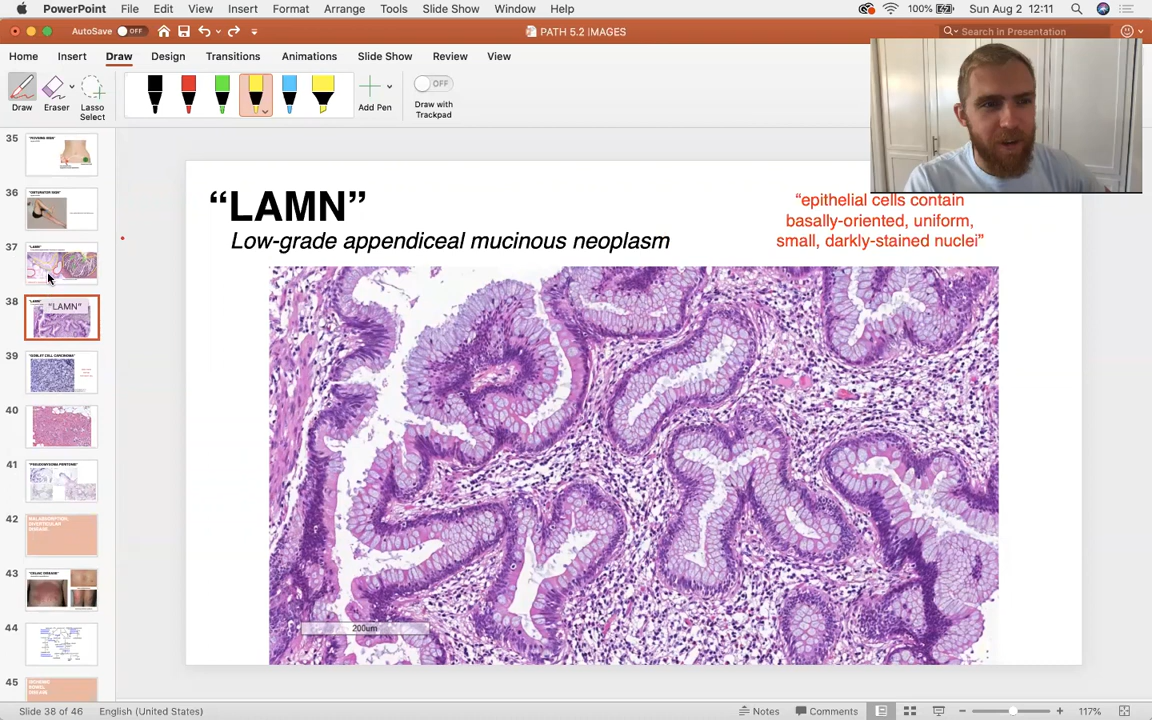 PowerPoint File Edit View Insert Format Arrange Tools Slide Show Window Help 100% Sun Aug 2 12:11
AutoSave OFF PATH 5.2 IMAGES Search in Presentation
Home Insert Draw Design Transitions Animations Slide Show Review View
Draw Eraser Lasso Select Add Pen OFF Draw with Trackpad
35
36
37
38
39
40
41
42
43
44
45
"LAMN"
“LAMN”
Low-grade appendiceal mucinous neoplasm
“epithelial cells contain
basally-oriented, uniform,
small, darkly-stained nuclei”
200um
Slide 38 of 46 English (United States) Notes Comments 117%